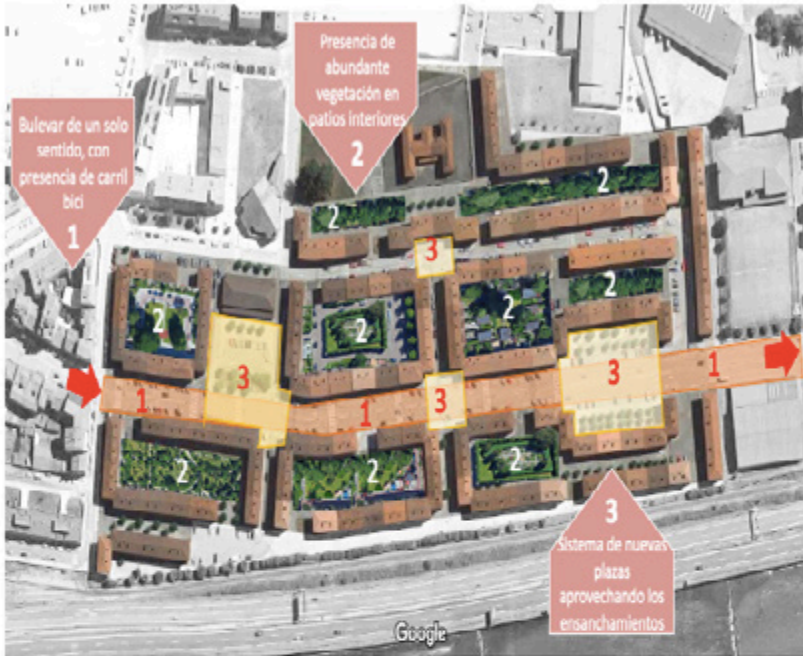 Bulevar de un solo
sentido, con
presencia de carril
bici
1
Presencia de
abundante
vegetación en
patios interiores
2
2
2
3
2
2
2
2
3
3
1
1
3
1
2
2
2
3
Sistema de nuevas
plazas
aprovechando los
ensanchamientos
Google